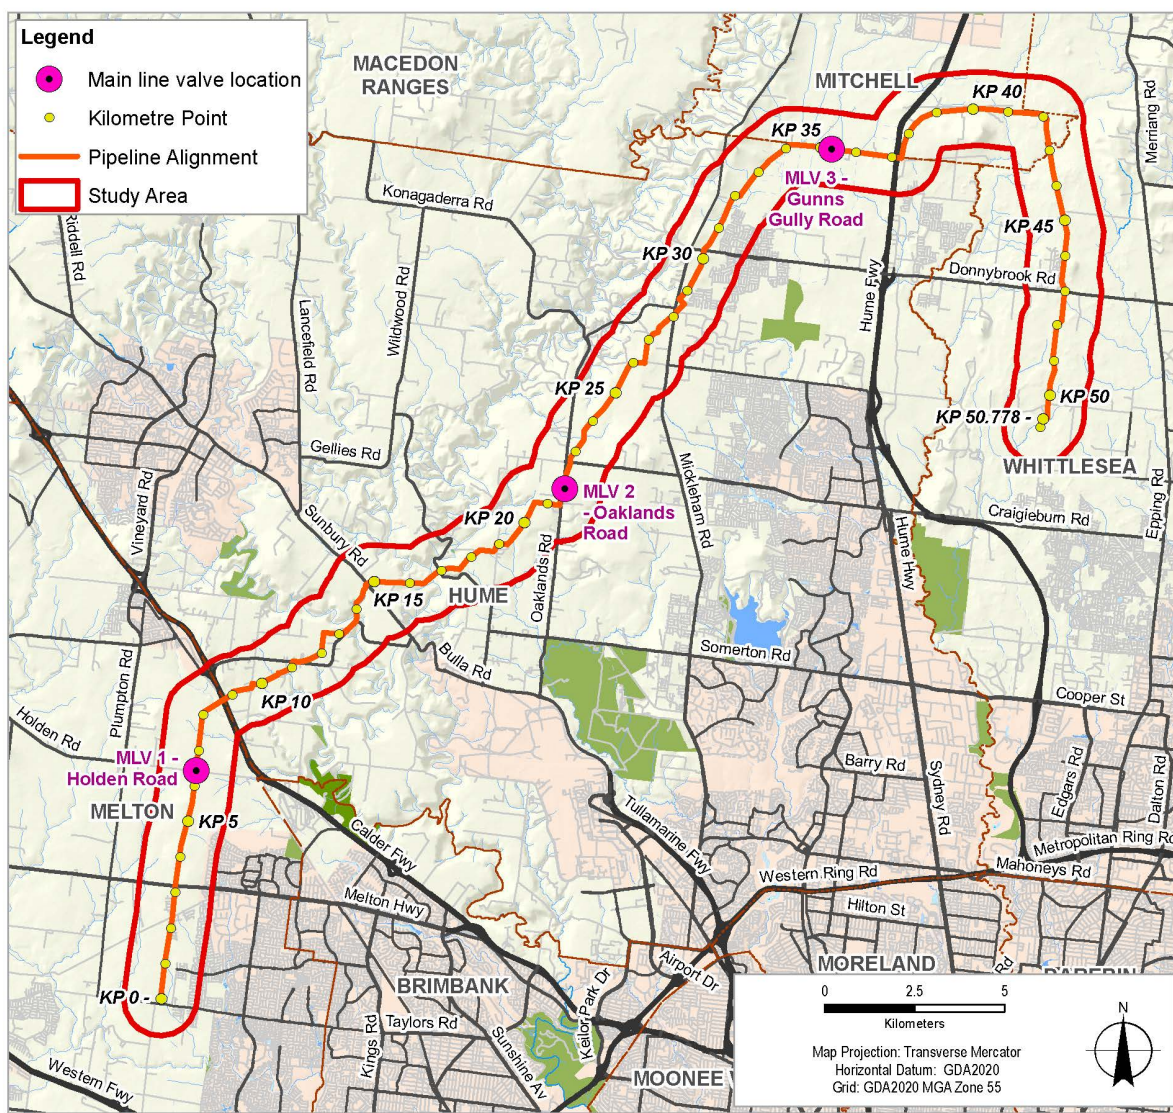 Legend
Main line valve location
Kilometre Point
Pipeline Alignment
Study Area
MACEDON
RANGES
MITCHELL
KP 40
Merriang Rd
KP 35
MLV 3 -
Gunns
Gully Road
Konagaderra Rd
Riddell Rd
KP 45
KP 30
Donnybrook Rd
Hume Fwy
Wildwood Rd
Lancefield Rd
KP 25
KP 50
KP 50.778 -
Gellies Rd
WHITTLESEA
Mickleham Rd
Vineyard Rd
MLV 2
- Oaklands
Road
KP 20
Epping Rd
Craigieburn Rd
Sunbury Rd
Hume Hwy
Oaklands Rd
KP 15
HUME
Somerton Rd
Bulla Rd
Plumpton Rd
KP 10
Cooper St
Holden Rd
MLV 1 -
Holden Road
Barry Rd
Sydney Rd
Edgars Rd
Dalton Rd
MELTON
KP 5
Tullamarine Fwy
Calder Fwy
Metropolitan Ring Rd
Mahoneys Rd
Western Ring Rd
Melton Hwy
Hilton St
MORELAND
Rd
Airport Dr
KP 0 -
BRIMBANK
Keilor Park Dr
Taylors Rd
Kings Rd
Sunshine Av
Western Fwy
MOONEE V
0 2.5 5
Kilometers
N
Map Projection: Transverse Mercator
Horizontal Datum: GDA2020
Grid: GDA2020 MGA Zone 55